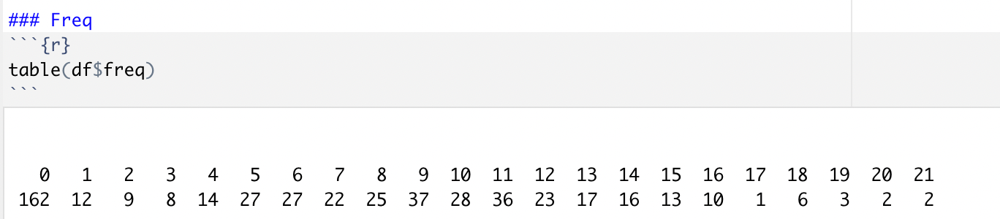 ### Freq
```{r}
table(df$freq)
```
0 1 2 3 4 5 6 7 8 9 10 11 12 13 14 15 16 17 18 19 20 21
162 12 9 8 14 27 27 22 25 37 28 36 23 17 16 13 10 1 6 3 2 2